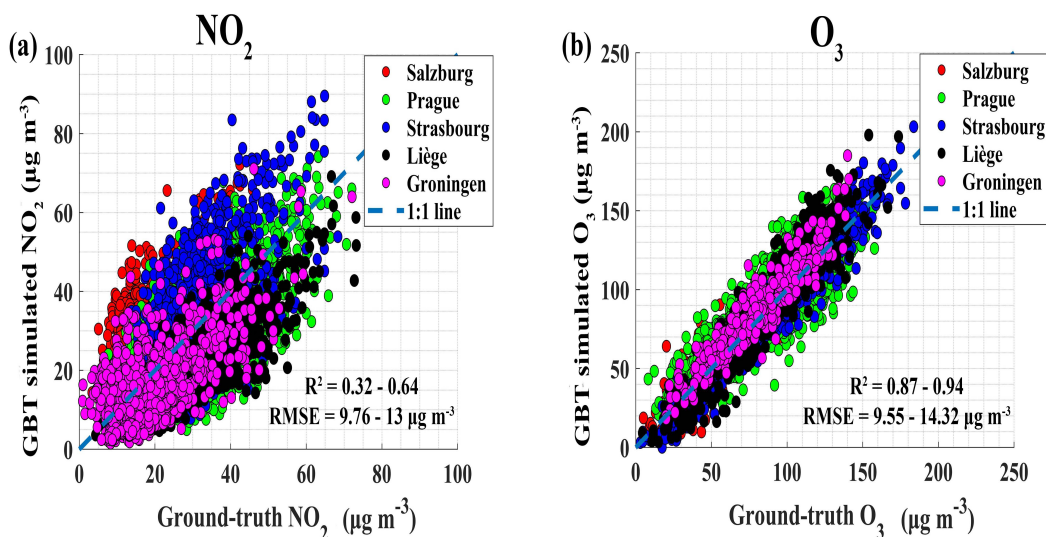 (a)
NO₂
GBT simulated NO₂ (µg m⁻³)
100
80
60
40
20
0
Salzburg
Prague
Strasbourg
Liège
Groningen
1:1 line
R² = 0.32 - 0.64
RMSE = 9.76 - 13 µg m⁻³
0 20 40 60 80 100
Ground-truth NO₂ (µg m⁻³)
(b)
O₃
GBT simulated O₃ (µg m⁻³)
250
200
150
100
50
0
Salzburg
Prague
Strasbourg
Liège
Groningen
1:1 line
R² = 0.87 - 0.94
RMSE = 9.55 - 14.32 µg m⁻³
0 50 100 150 200 250
Ground-truth O₃ (µg m⁻³)